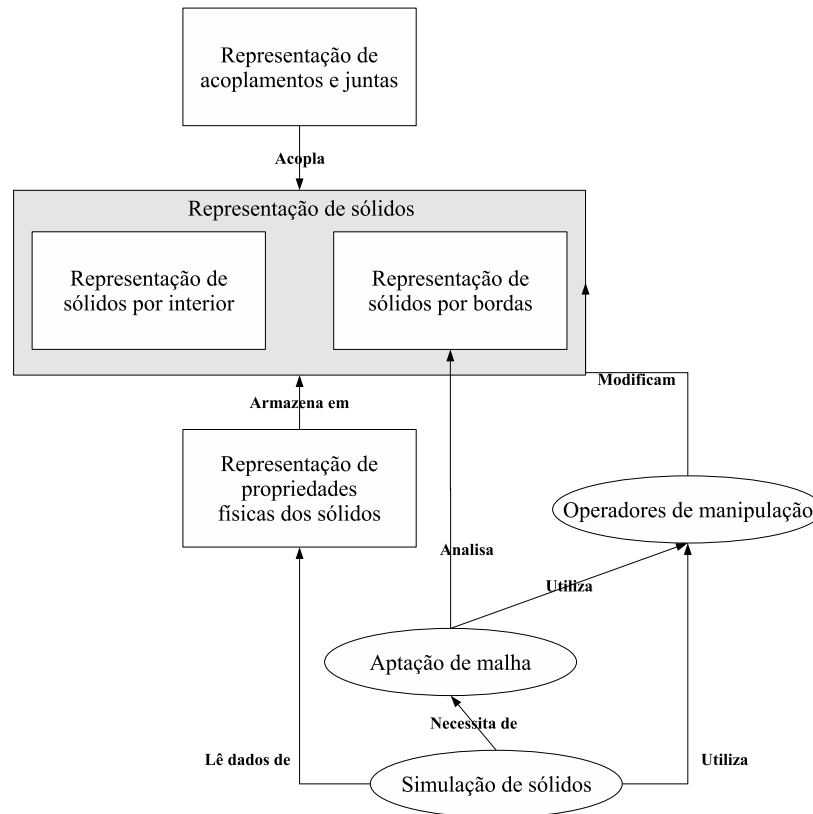 Representação de
acoplamentos e juntas
Acopla
Representação de sólidos
Representação de
sólidos por interior
Representação de
sólidos por bordas
Modificam
Armazena em
Representação de
propriedades
físicas dos sólidos
Operadores de manipulação
Analisa
Utiliza
Aptação de malha
Necessita de
Lê dados de
Simulação de sólidos
Utiliza